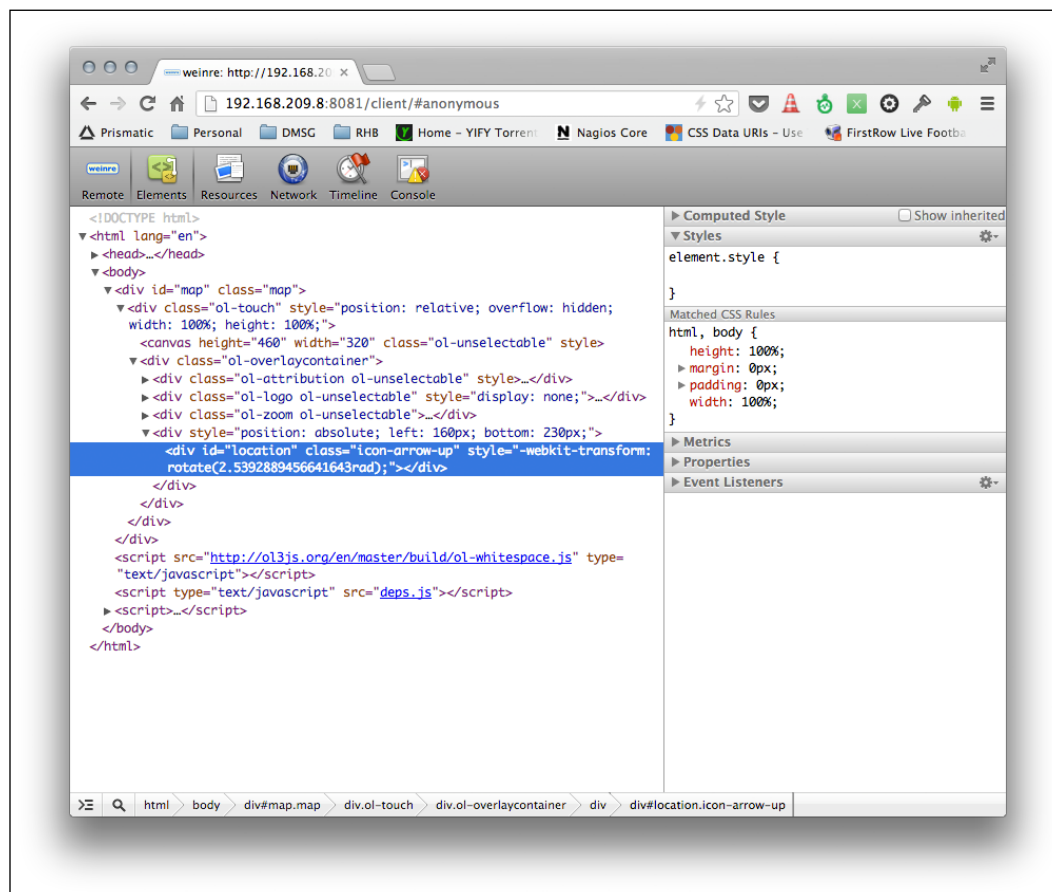 weinre: http://192.168.20
192.168.209.8:8081/client/#anonymous
Prismatic Personal DMSG RHB Home – YIFY Torrent Nagios Core CSS Data URIs – Use FirstRow Live Footba
weinre
Remote Elements Resources Network Timeline Console
<!DOCTYPE html>
▼<html lang="en">
▶<head>…</head>
▼<body>
▼<div id="map" class="map">
▼<div class="ol-touch" style="position: relative; overflow: hidden;
width: 100%; height: 100%;">
<canvas height="460" width="320" class="ol-unselectable" style>
▼<div class="ol-overlaycontainer">
▶<div class="ol-attribution ol-unselectable" style>…</div>
▶<div class="ol-logo ol-unselectable" style="display: none;">…</div>
▶<div class="ol-zoom ol-unselectable">…</div>
▼<div style="position: absolute; left: 160px; bottom: 230px;">
<div id="location" class="icon-arrow-up" style="-webkit-transform:
rotate(2.5392889456641643rad);"></div>
</div>
</div>
</div>
</div>
<script src="http://ol3js.org/en/master/build/ol-whitespace.js" type=
"text/javascript"></script>
<script type="text/javascript" src="deps.js"></script>
▶<script>…</script>
</body>
</html>
▶ Computed Style Show inherited
▼ Styles
element.style {
}
Matched CSS Rules
html, body {
height: 100%;
▶ margin: 0px;
▶ padding: 0px;
width: 100%;
}
▶ Metrics
▶ Properties
▶ Event Listeners
html body div#map.map div.ol-touch div.ol-overlaycontainer div div#location.icon-arrow-up